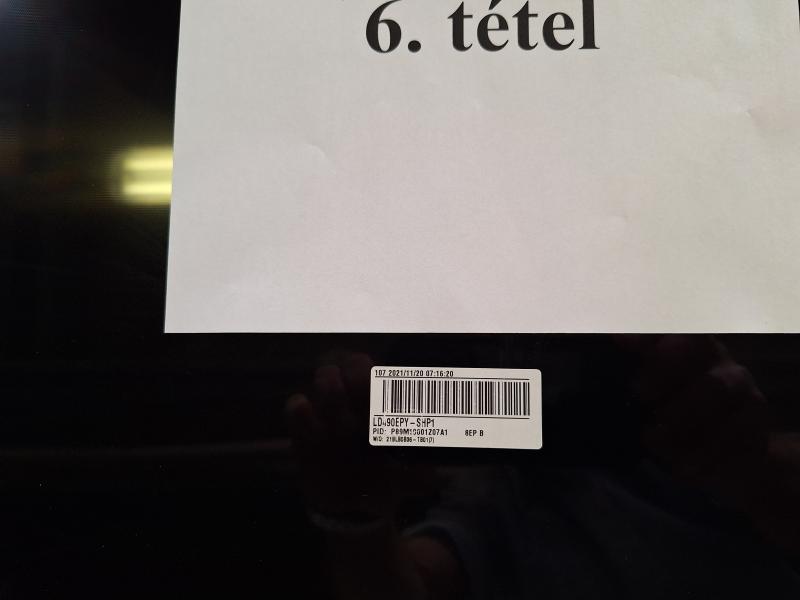 6. tétel
107 2021/11/20 07:16:20
LD490EPY-SHP1
PID: 8EP B
W/O: